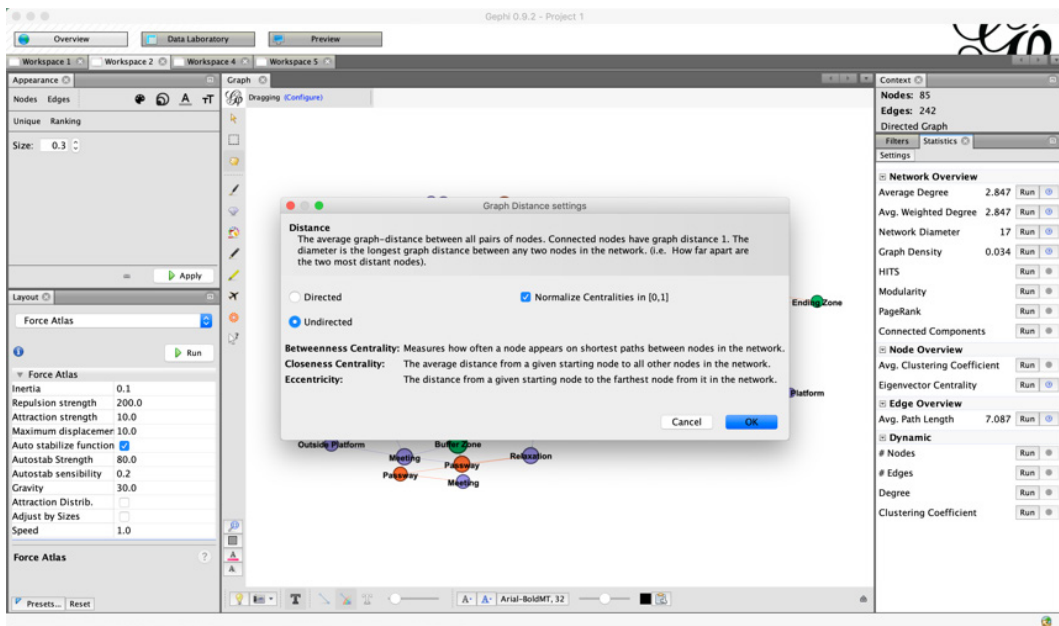 Gephi 0.9.2 - Project 1
Overview
Data Laboratory
Preview
Workspace 1
Workspace 2
Workspace 4
Workspace 5
Appearance
Nodes Edges
Unique Ranking
Size: 0.3
Apply
Layout
Force Atlas
Run
Force Atlas
Inertia 0.1
Repulsion strength 200.0
Attraction strength 10.0
Maximum displacemer 10.0
Auto stabilize function
Autostab Strength 80.0
Autostab sensibility 0.2
Gravity 30.0
Attraction Distrib.
Adjust by Sizes
Speed 1.0
Force Atlas
?
Presets... Reset
Graph
Dragging (Configure)
Graph Distance settings
Distance
The average graph-distance between all pairs of nodes. Connected nodes have graph distance 1. The
diameter is the longest graph distance between any two nodes in the network. (i.e. How far apart are
the two most distant nodes).
Directed
Normalize Centralities in [0,1]
Undirected
Betweenness Centrality: Measures how often a node appears on shortest paths between nodes in the network.
Closeness Centrality: The average distance from a given starting node to all other nodes in the network.
Eccentricity: The distance from a given starting node to the farthest node from it in the network.
Cancel OK
Ending Zone
Platform
Outside Platform
Buffer Zone
Meeting
Relaxation
Passway
Passway
Meeting
T
A- A- Arial-BoldMT, 32
Context
Nodes: 85
Edges: 242
Directed Graph
Filters Statistics
Settings
Network Overview
Average Degree 2.847 Run
Avg. Weighted Degree 2.847 Run
Network Diameter 17 Run
Graph Density 0.034 Run
HITS Run
Modularity Run
PageRank Run
Connected Components Run
Node Overview
Avg. Clustering Coefficient Run
Eigenvector Centrality Run
Edge Overview
Avg. Path Length 7.087 Run
Dynamic
# Nodes Run
# Edges Run
Degree Run
Clustering Coefficient Run